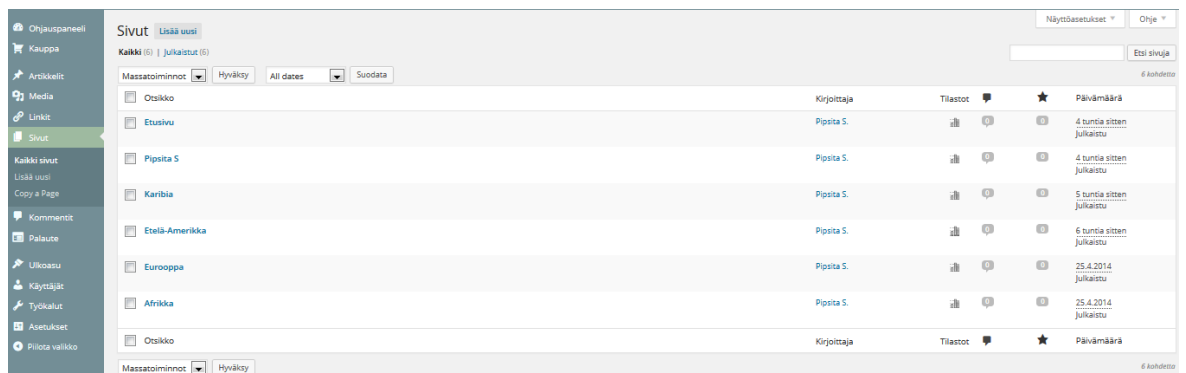 Ohjauspaneeli
Kauppa
Artikkelit
Media
Linkit
Sivut
Kaikki sivut
Lisää uusi
Copy a Page
Kommentit
Palaute
Ulkoasu
Käyttäjät
Työkalut
Asetukset
Piilota valikko
Näyttöasetukset Ohje
Sivut Lisää uusi
Kaikki (6) | Julkaistut (6)
Etsi sivuja
Massatoiminnot Hyväksy All dates Suodata 6 kohdetta
Otsikko Kirjoittaja Tilastot Päivämäärä
Etusivu Pipsita S. 0 0 4 tuntia sitten
Julkaistu
Pipsita S Pipsita S. 0 0 4 tuntia sitten
Julkaistu
Karibia Pipsita S. 0 0 5 tuntia sitten
Julkaistu
Etelä-Amerikka Pipsita S. 0 0 6 tuntia sitten
Julkaistu
Eurooppa Pipsita S. 0 0 25.4.2014
Julkaistu
Afrikka Pipsita S. 0 0 25.4.2014
Julkaistu
Otsikko Kirjoittaja Tilastot Päivämäärä
Massatoiminnot Hyväksy 6 kohdetta